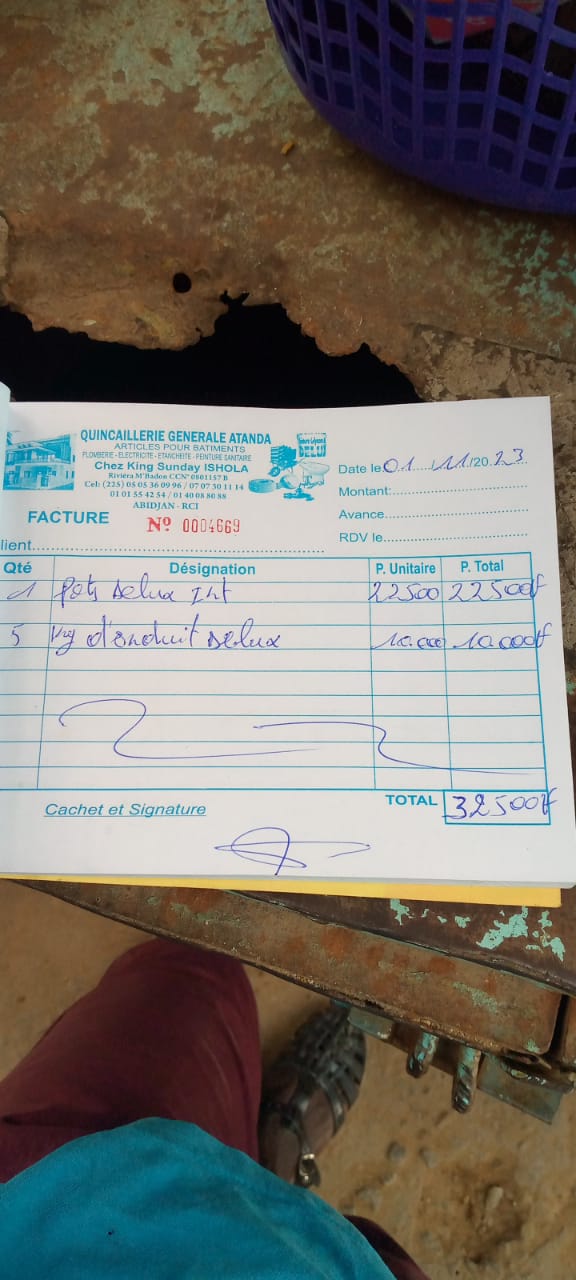 QUINCAILLERIE GENERALE ATANDA
ARTICLES POUR BATIMENTS
PLOMBERIE - ELECTRICITE - ETANCHEITE - PEINTURE SANITAIRE
Chez King Sunday ISHOLA
Riviéra M'Badon CCN° 0801157B
Cel: (225) 05 05 36 09 96 / 07 07 30 11 14
01 01 55 42 54 / 01 40 08 80 88
ABIDJAN - RCI
FACTURE N° 0004669
Date le 01/11/2023
Montant:
Avance
RDV le
lient
Qté Désignation P. Unitaire P. Total
1 Pots Delux Int 22500 22500f
5 d'enduit Delux 10.000 10.000f
Cachet et Signature
TOTAL 32500f